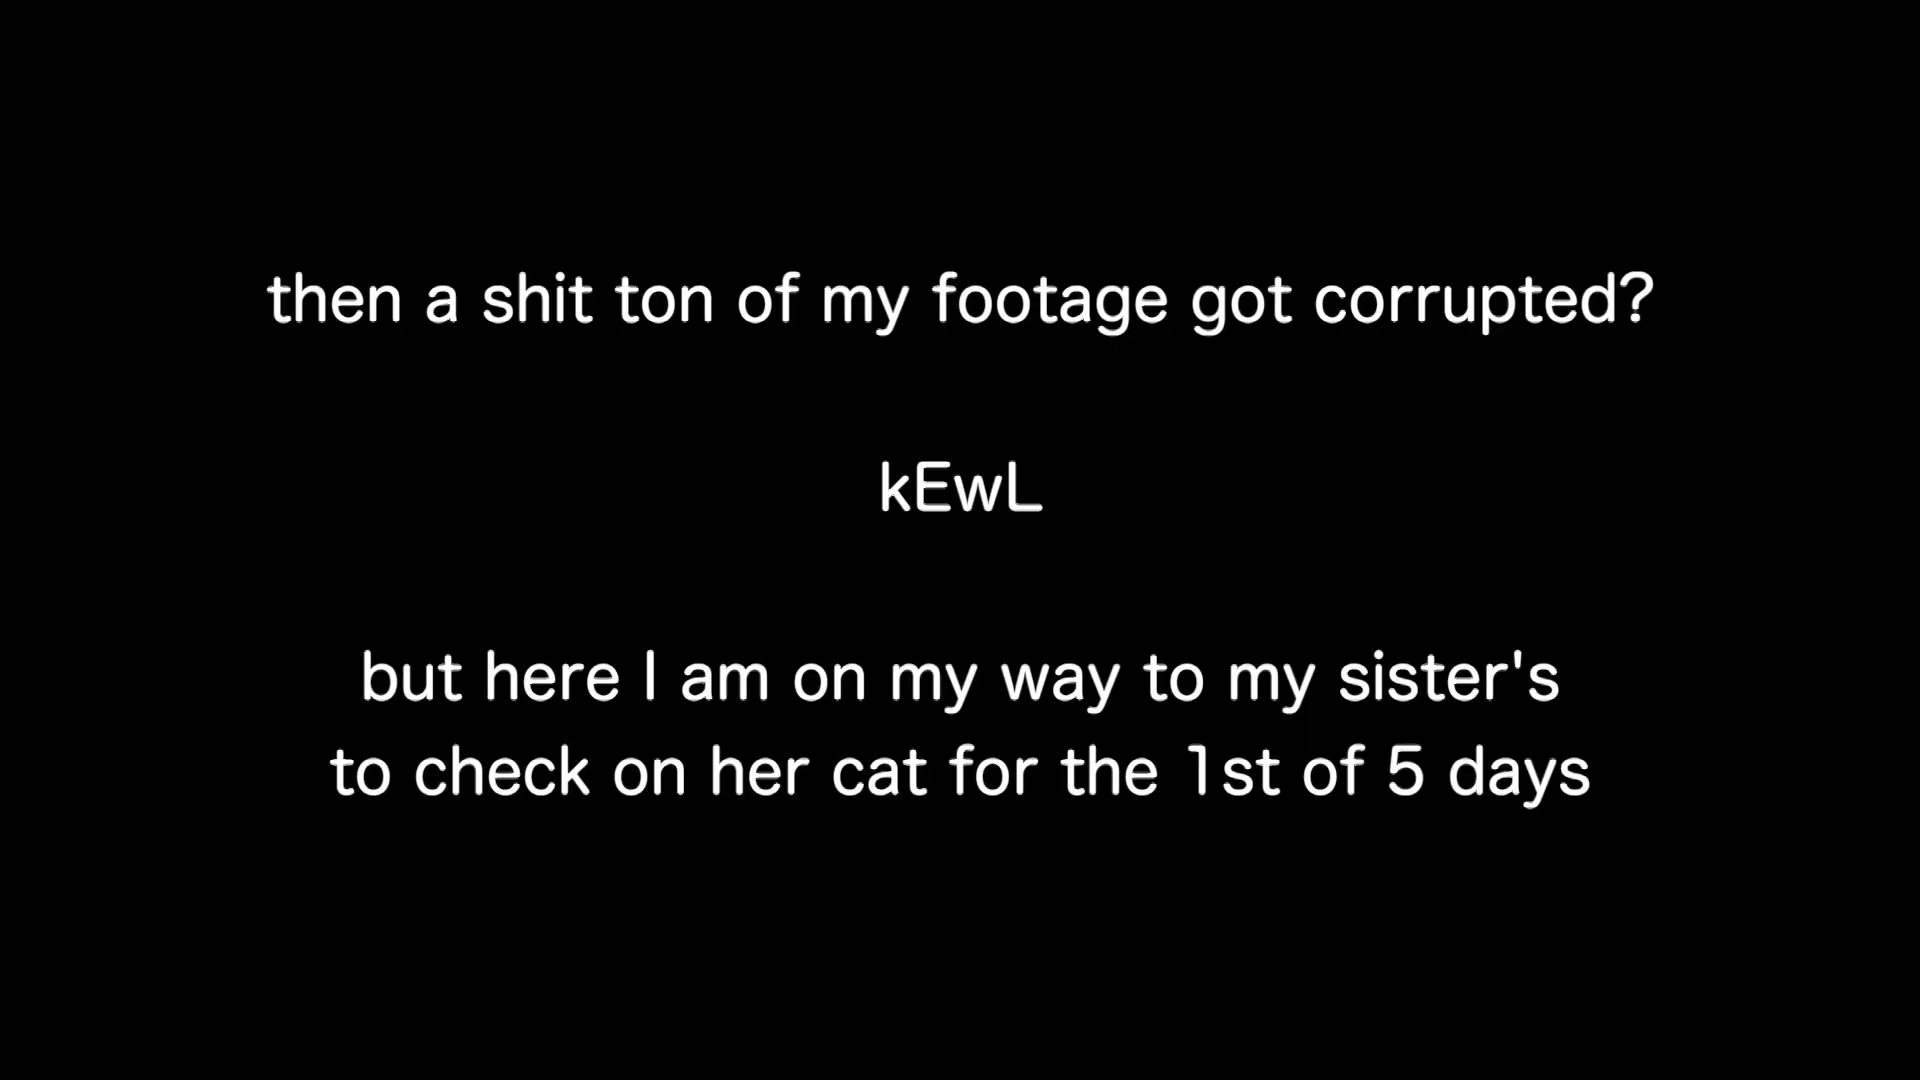 then a shit ton of my footage got corrupted?
kEwL
but here I am on my way to my sister's
to check on her cat for the 1st of 5 days